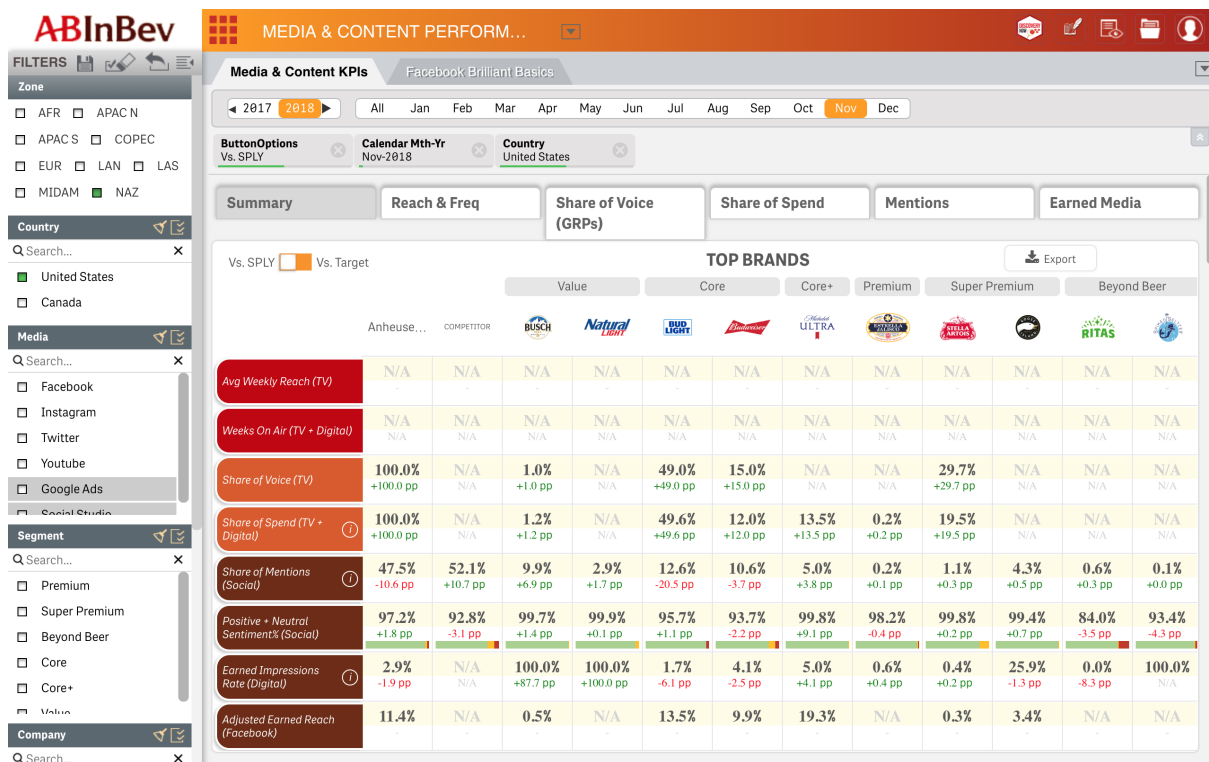 ABInBev
MEDIA & CONTENT PERFORM...
DISCOVERY
FILTERS
Media & Content KPIs
Facebook Brilliant Basics
Zone
AFR APAC N
APAC S COPEC
EUR LAN LAS
MIDAM NAZ
2017 2018
All Jan Feb Mar Apr May Jun Jul Aug Sep Oct Nov Dec
ButtonOptions
Vs. SPLY
Calendar Mth-Yr
Nov-2018
Country
United States
Country
Search...
United States
Canada
Media
Search...
Facebook
Instagram
Twitter
Youtube
Google Ads
Social Studio
Segment
Search...
Premium
Super Premium
Beyond Beer
Core
Core+
Value
Company
Search...
Summary
Reach & Freq
Share of Voice (GRPs)
Share of Spend
Mentions
Earned Media
Vs. SPLY Vs. Target
TOP BRANDS
Export
Value Core Core+ Premium Super Premium Beyond Beer
Anheuse... COMPETITOR BUSCH Natural LIGHT BUD LIGHT Budweiser Michelob ULTRA ESTRELLA JALISCO STELLA ARTOIS RITAS
Avg Weekly Reach (TV)
N/A N/A N/A N/A N/A N/A N/A N/A N/A N/A N/A N/A
- - - - - - - - - - - -
Weeks On Air (TV + Digital)
N/A N/A N/A N/A N/A N/A N/A N/A N/A N/A N/A N/A
N/A N/A N/A N/A N/A N/A N/A N/A N/A N/A N/A N/A
Share of Voice (TV)
100.0% N/A 1.0% N/A 49.0% 15.0% N/A N/A 29.7% N/A N/A N/A
+100.0 pp N/A +1.0 pp N/A +49.0 pp +15.0 pp N/A N/A +29.7 pp N/A N/A N/A
Share of Spend (TV +
Digital)
100.0% N/A 1.2% N/A 49.6% 12.0% 13.5% 0.2% 19.5% N/A N/A N/A
+100.0 pp N/A +1.2 pp N/A +49.6 pp +12.0 pp +13.5 pp +0.2 pp +19.5 pp N/A N/A N/A
Share of Mentions
(Social)
47.5% 52.1% 9.9% 2.9% 12.6% 10.6% 5.0% 0.2% 1.1% 4.3% 0.6% 0.1%
-10.6 pp +10.7 pp +6.9 pp +1.7 pp -20.5 pp -3.7 pp +3.8 pp +0.1 pp +0.3 pp +0.5 pp +0.3 pp +0.0 pp
Positive + Neutral
Sentiment% (Social)
97.2% 92.8% 99.7% 99.9% 95.7% 93.7% 99.8% 98.2% 99.8% 99.4% 84.0% 93.4%
+1.8 pp -3.1 pp +1.4 pp +0.1 pp +1.1 pp -2.2 pp +9.1 pp -0.4 pp +0.2 pp +0.7 pp -3.5 pp -4.3 pp
Earned Impressions
Rate (Digital)
2.9% N/A 100.0% 100.0% 1.7% 4.1% 5.0% 0.6% 0.4% 25.9% 0.0% 100.0%
-1.9 pp N/A +87.7 pp +100.0 pp -6.1 pp -2.5 pp +4.1 pp +0.4 pp +0.2 pp -1.3 pp -8.3 pp N/A
Adjusted Earned Reach
(Facebook)
11.4% N/A 0.5% N/A 13.5% 9.9% 19.3% N/A 0.3% 3.4% N/A N/A
- - - - - - - - - - - -